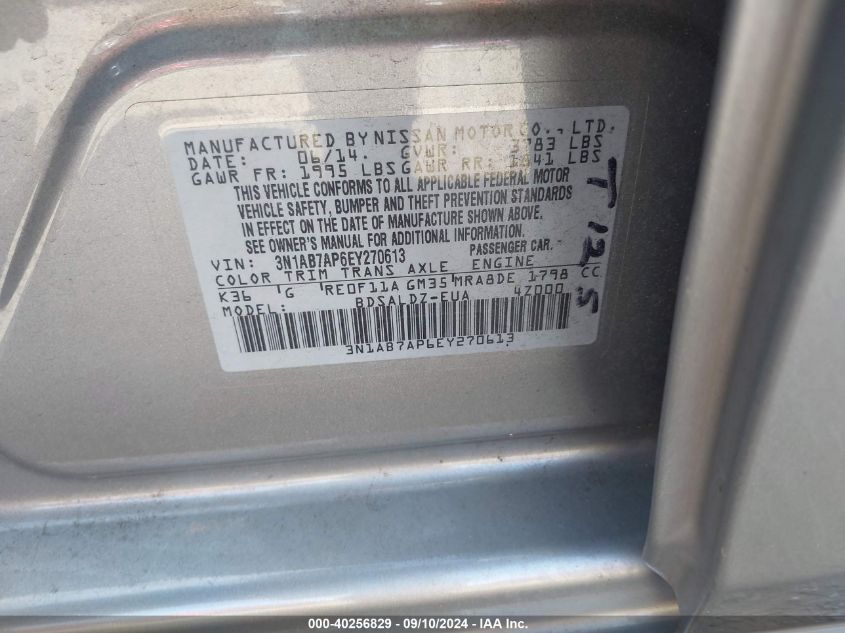 MANUFACTURED BY NISSAN MOTOR CO., LTD.
DATE: 06/14. GVWR: 3783 LBS
GAWR FR: 1995 LBS GAWR RR: 1841 LBS
THIS VEHICLE CONFORMS TO ALL APPLICABLE FEDERAL MOTOR
VEHICLE SAFETY, BUMPER AND THEFT PREVENTION STANDARDS
IN EFFECT ON THE DATE OF MANUFACTURE SHOWN ABOVE.
SEE OWNER'S MANUAL FOR ADDITIONAL INFORMATION.
VIN: 3N1AB7AP6EY270613 PASSENGER CAR
COLOR TRIM TRANS AXLE ENGINE
K36 G RE0F11A GM35 MRA8DE 1798 CC
MODEL: BDSALDZ-EUA 4Z000
3N1AB7AP6EY270613
T 125
000-40256829 - 09/10/2024 - IAA Inc.